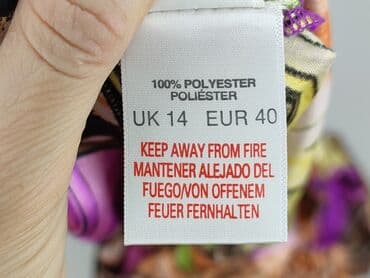 100% POLYESTER
POLIÉSTER
UK 14 EUR 40
KEEP AWAY FROM FIRE
MANTENER ALEJADO DEL
FUEGO/VON OFFENEM
FEUER FERNHALTEN